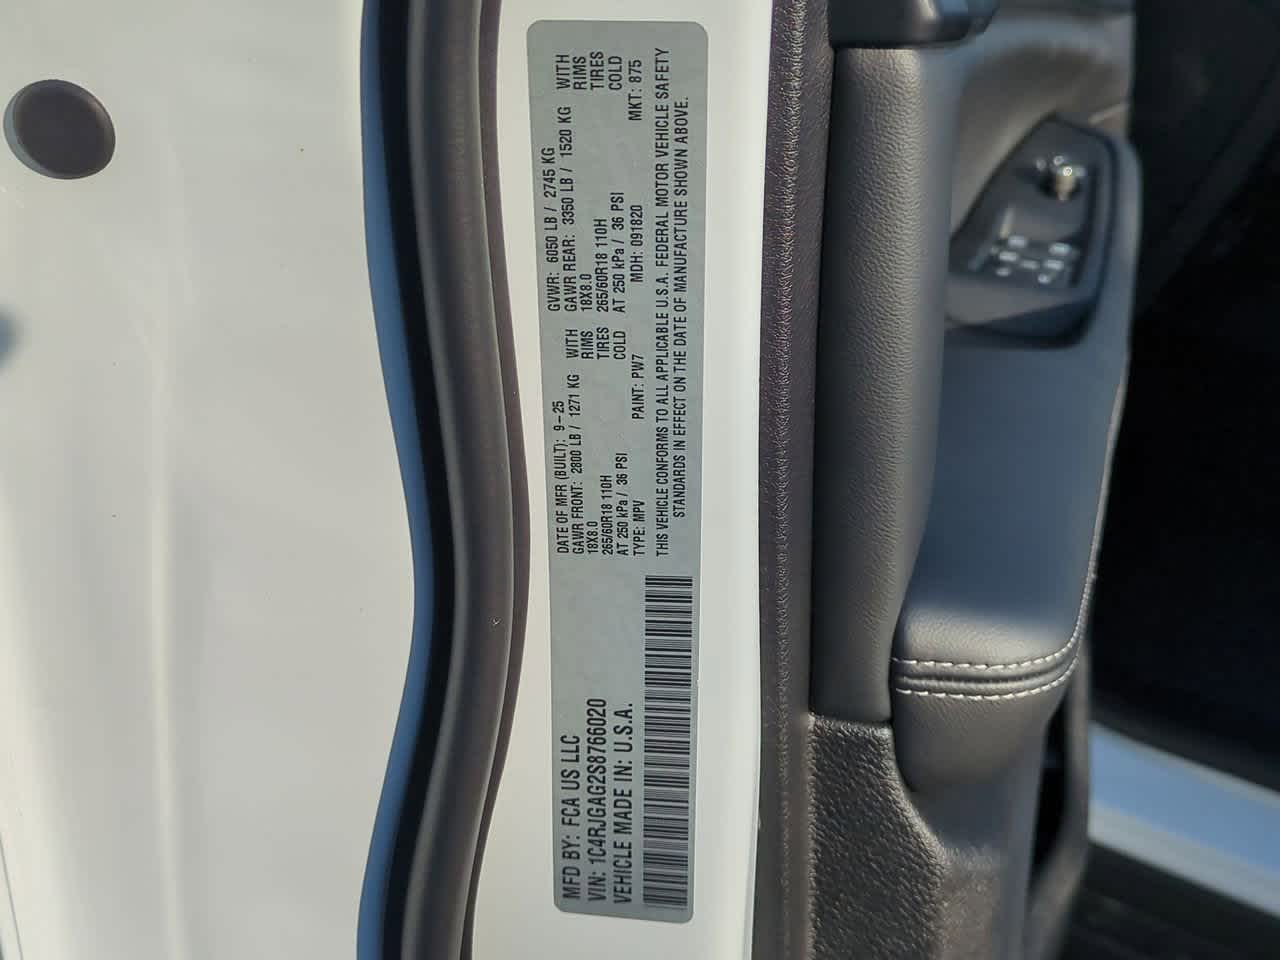 MFD BY: FCA US LLC
VIN: 1C4RJGAG2S8766020
VEHICLE MADE IN: U.S.A.
DATE OF MFR (BUILT): 9-25 GVWR: 6050 LB / 2745 KG
GAWR FRONT: 2800 LB / 1271 KG WITH GAWR REAR: 3350 LB / 1520 KG WITH
18X8.0 RIMS 18X8.0 RIMS
265/60R18 110H TIRES 265/60R18 110H TIRES
AT 250 kPa / 36 PSI COLD AT 250 kPa / 36 PSI COLD
TYPE: MPV PAINT: PW7 MDH: 091820 MKT: 875
THIS VEHICLE CONFORMS TO ALL APPLICABLE U.S.A. FEDERAL MOTOR VEHICLE SAFETY
STANDARDS IN EFFECT ON THE DATE OF MANUFACTURE SHOWN ABOVE.